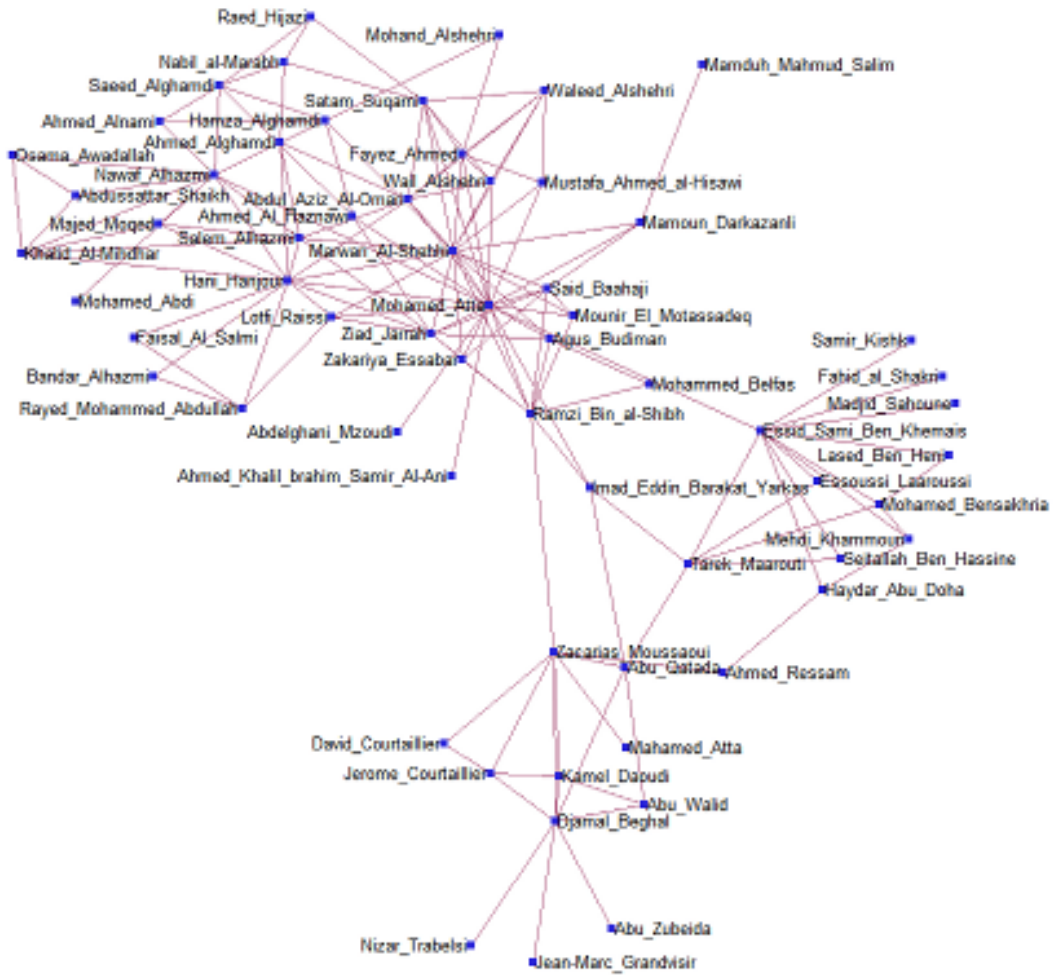 Raed_Hijazi
Mohand_Alshehri
Nabil_al-Marabh
Mamduh_Mahmud_Salim
Saeed_Alghamdi
Waleed_Alshehri
Satam_Suqami
Ahmed_Alnami
Hamza_Alghamdi
Ahmed_Alghamdi
Osama_Awadallah
Fayez_Ahmed
Nawaf_Alhazmi
Wail_Alshehri
Mustafa_Ahmed_al-Hisawi
Abdussattar_Shaikh
Abdul_Aziz_Al-Omari
Ahmed_Al_Haznawi
Majed_Moqed
Mamoun_Darkazanli
Salem_Alhazmi
Khalid_Al-Mihdhar
Marwan_Al-Shehhi
Hani_Hanjour
Said_Baahaji
Mohamed_Abdi
Mohamed_Atta
Lotfi_Raissi
Mounir_El_Motassadeq
Ziad_Jarrah
Faisal_Al_Salmi
Agus_Budiman
Samir_Kishk
Zakariya_Essabar
Bandar_Alhazmi
Fahid_al_Shakri
Mohammed_Belfas
Madjid_Sahoune
Rayed_Mohammed_Abdullah
Ramzi_Bin_al-Shibh
Abdelghani_Mzoudi
Essid_Sami_Ben_Khemais
Lased_Ben_Heni
Ahmed_Khalil_brahim_Samir_Al-Ani
Essoussi_Laaroussi
Imad_Eddin_Barakat_Yarkas
Mohamed_Bensakhria
Mehdi_Khammoun
Seifallah_Ben_Hassine
Tarek_Maarouti
Haydar_Abu_Doha
Zacarias_Moussaoui
Abu_Qatada
Ahmed_Ressam
David_Courtaillier
Mahamed_Atta
Jerome_Courtaillier
Kamel_Daoudi
Abu_Walid
Djamal_Beghal
Abu_Zubeida
Nizar_Trabelsi
Jean-Marc_Grandvisir